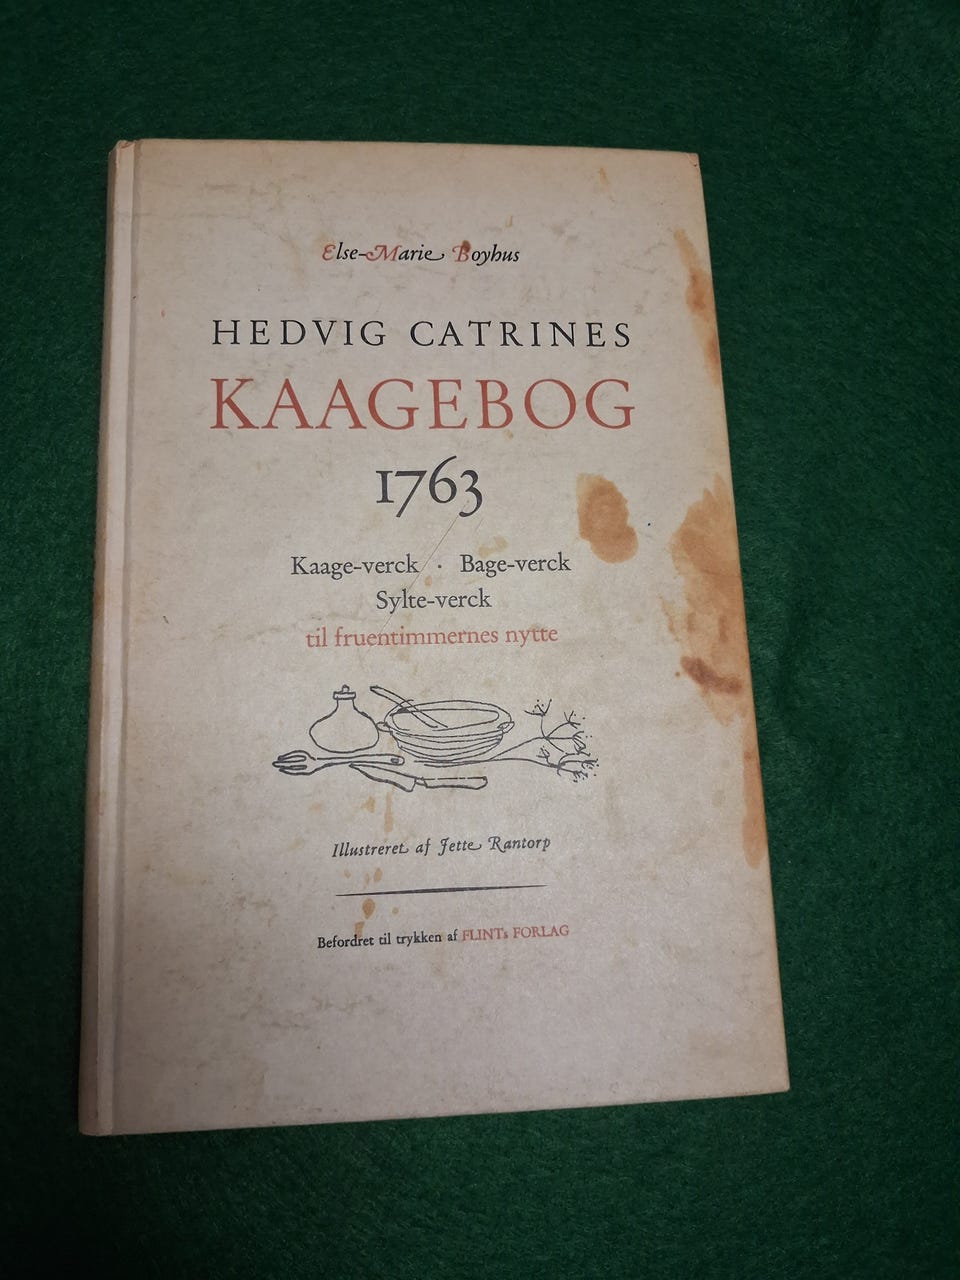 Else-Marie Boyhus
HEDVIG CATRINES
KAAGEBOG
1763
Kaage-verck · Bage-verck
Sylte-verck
til fruentimmernes nytte
Illustreret af Jette Rantorp
Befordret til trykken af FLINTs FORLAG